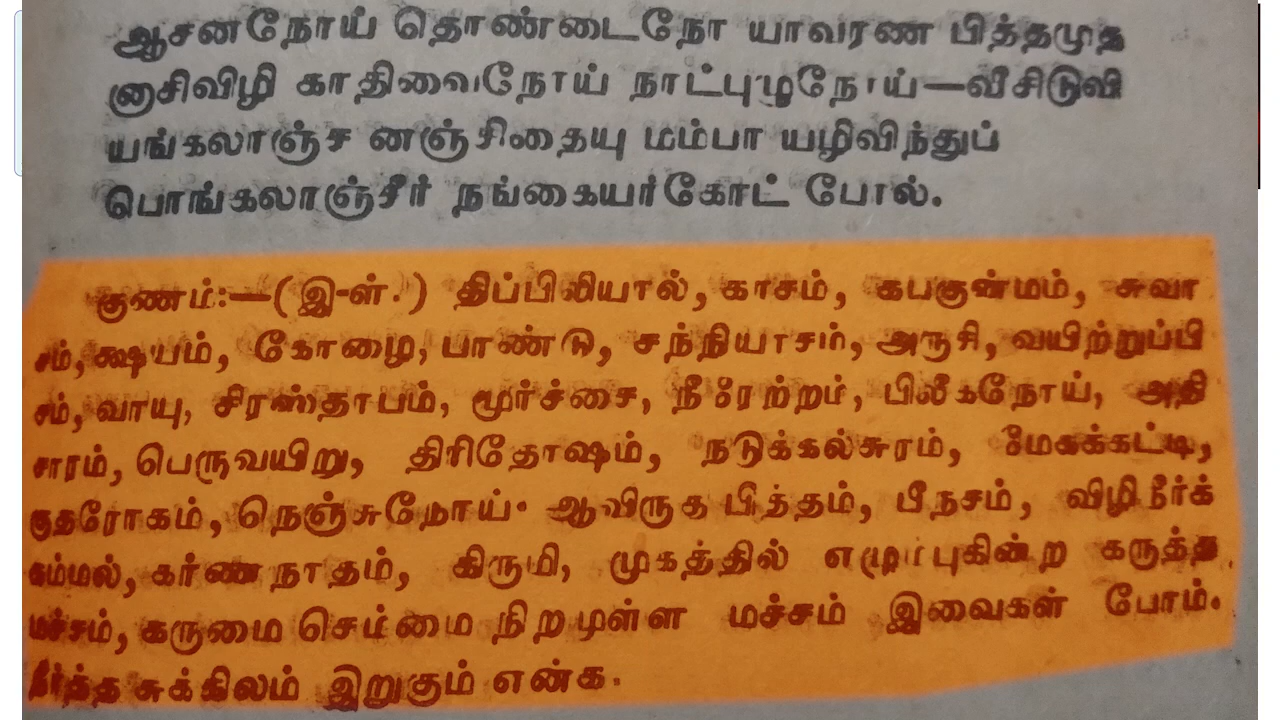 ஆசனநோய் தொண்டைநோ யாவரண பித்தமுத
னாசிவிழி காதிவைநோய் நாட்புழுநோய்—வீசிடுவி
யங்கலாஞ்ச னஞ்சிதையு மம்பா யழிவிந்துப்
பொங்கலாஞ்சீர் நங்கையர்கோட் போல்.
குணம்:—(இ-ள்.) திப்பிலியால், காசம், கபகுன்மம், சுவா
சம், க்ஷயம், கோழை, பாண்டு, சந்நியாசம், அருசி, வயிற்றுப்பி
சம், வாயு, சிரஸ்தாபம், மூர்ச்சை, நீரேற்றம், பிலீகநோய், அதி
சாரம், பெருவயிறு, திரிதோஷம், நடுக்கல்சுரம், மேகக்கட்டி,
குதரோகம், நெஞ்சுநோய். ஆவிருத பித்தம், பீநசம், விழிநீர்க்
கம்மல், கர்ணநாதம், கிருமி, முகத்தில் எழும்புகின்ற கருத்த
மச்சம், கருமை செம்மை நிறமுள்ள மச்சம் இவைகள் போம்.
நீர்த்த சுக்கிலம் இறுகும் என்க.